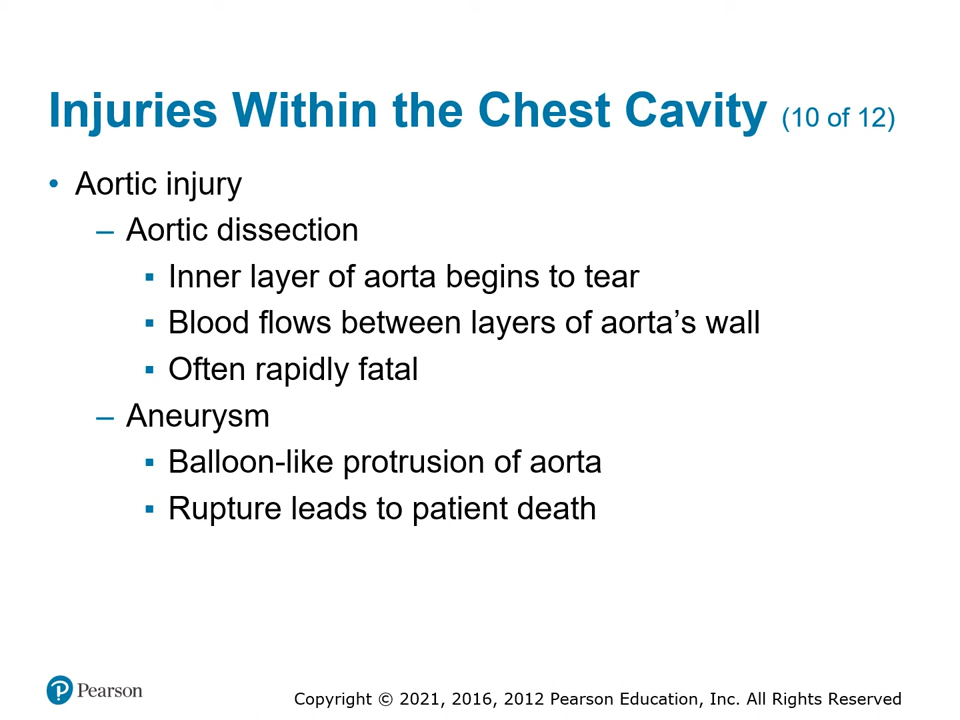 Injuries Within the Chest Cavity (10 of 12)
• Aortic injury
– Aortic dissection
▪ Inner layer of aorta begins to tear
▪ Blood flows between layers of aorta’s wall
▪ Often rapidly fatal
– Aneurysm
▪ Balloon-like protrusion of aorta
▪ Rupture leads to patient death
Pearson
Copyright © 2021, 2016, 2012 Pearson Education, Inc. All Rights Reserved